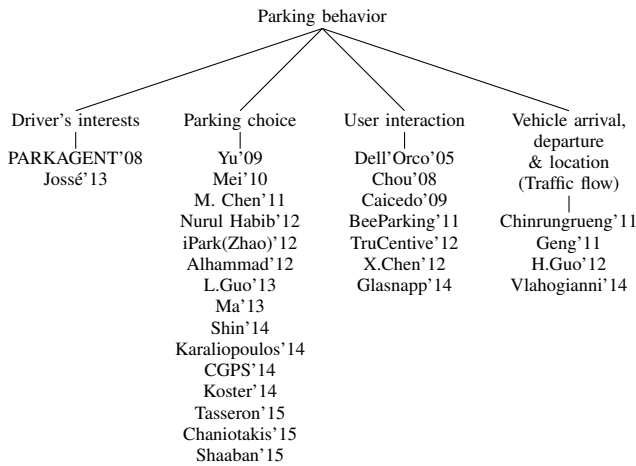 Parking behavior
Driver's interests
PARKAGENT'08
Jossé'13
Parking choice
Yu'09
Mei'10
M. Chen'11
Nurul Habib'12
iPark(Zhao)'12
Alhammad'12
L.Guo'13
Ma'13
Shin'14
Karaliopoulos'14
CGPS'14
Koster'14
Tasseron'15
Chaniotakis'15
Shaaban'15
User interaction
Dell'Orco'05
Chou'08
Caicedo'09
BeeParking'11
TruCentive'12
X.Chen'12
Glasnapp'14
Vehicle arrival,
departure
& location
(Traffic flow)
Chinrungrueng'11
Geng'11
H.Guo'12
Vlahogianni'14